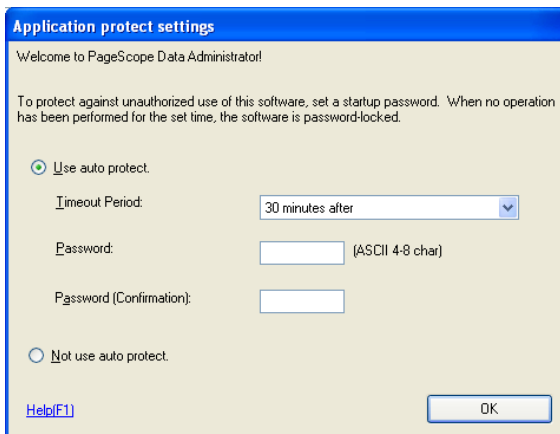 Application protect settings
Welcome to PageScope Data Administrator!
To protect against unauthorized use of this software, set a startup password. When no operation
has been performed for the set time, the software is password-locked.
Use auto protect.
Timeout Period: 30 minutes after
Password: (ASCII 4-8 char)
Password (Confirmation):
Not use auto protect.
Help(F1) OK